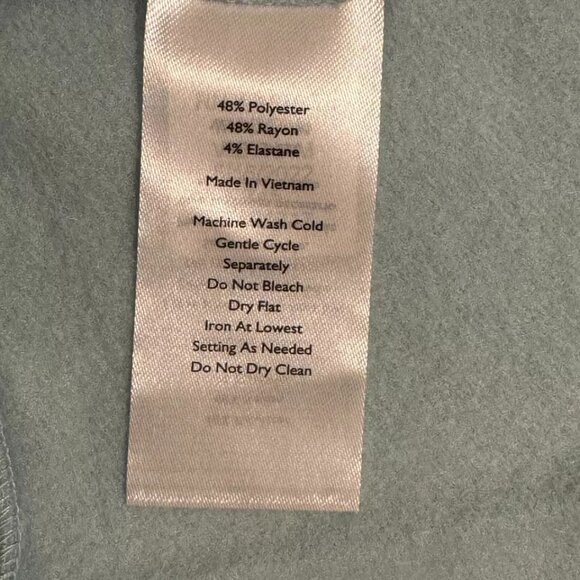 48% Polyester
48% Rayon
4% Elastane
Made In Vietnam
Machine Wash Cold
Gentle Cycle
Separately
Do Not Bleach
Dry Flat
Iron At Lowest
Setting As Needed
Do Not Dry Clean